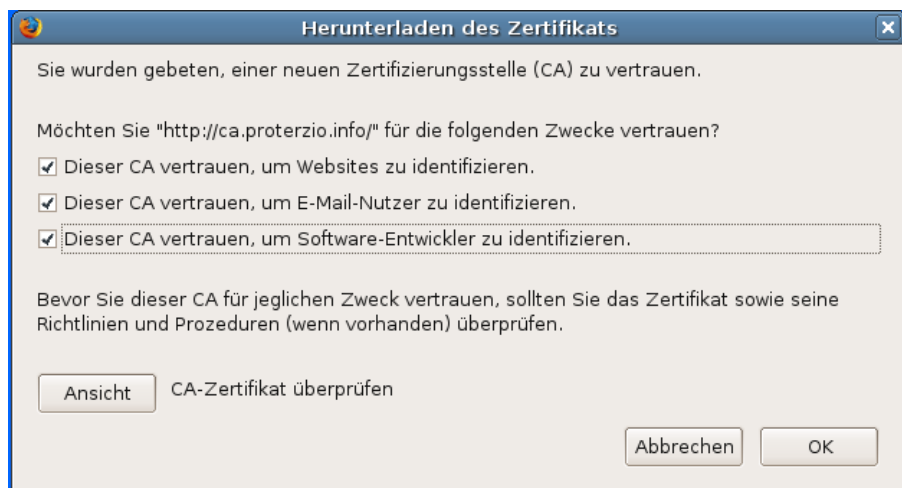 Herunterladen des Zertifikats
Sie wurden gebeten, einer neuen Zertifizierungsstelle (CA) zu vertrauen.
Möchten Sie "http://ca.proterzio.info/" für die folgenden Zwecke vertrauen?
Dieser CA vertrauen, um Websites zu identifizieren.
Dieser CA vertrauen, um E-Mail-Nutzer zu identifizieren.
Dieser CA vertrauen, um Software-Entwickler zu identifizieren.
Bevor Sie dieser CA für jeglichen Zweck vertrauen, sollten Sie das Zertifikat sowie seine
Richtlinien und Prozeduren (wenn vorhanden) überprüfen.
Ansicht CA-Zertifikat überprüfen
Abbrechen OK